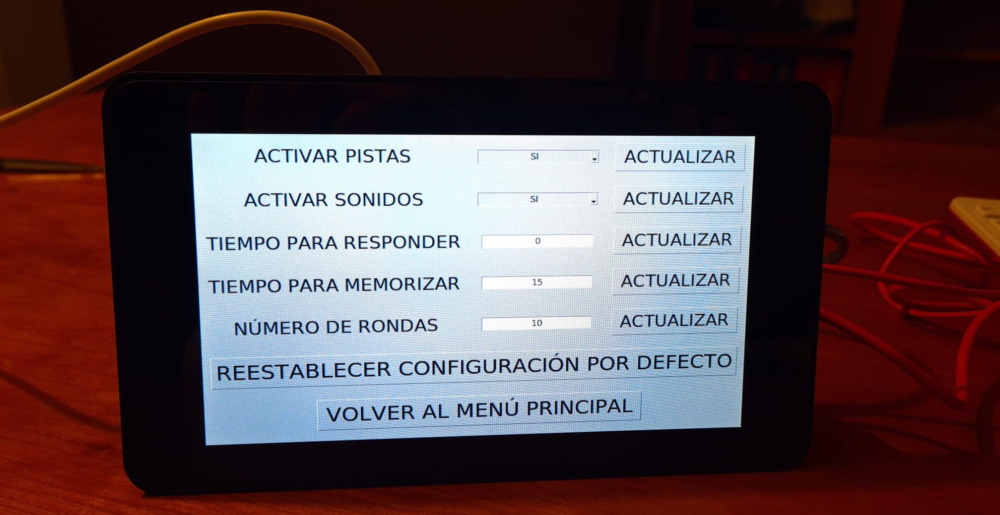 ACTIVAR PISTAS SI ACTUALIZAR
ACTIVAR SONIDOS SI ACTUALIZAR
TIEMPO PARA RESPONDER 0 ACTUALIZAR
TIEMPO PARA MEMORIZAR 15 ACTUALIZAR
NÚMERO DE RONDAS 10 ACTUALIZAR
REESTABLECER CONFIGURACIÓN POR DEFECTO
VOLVER AL MENÚ PRINCIPAL